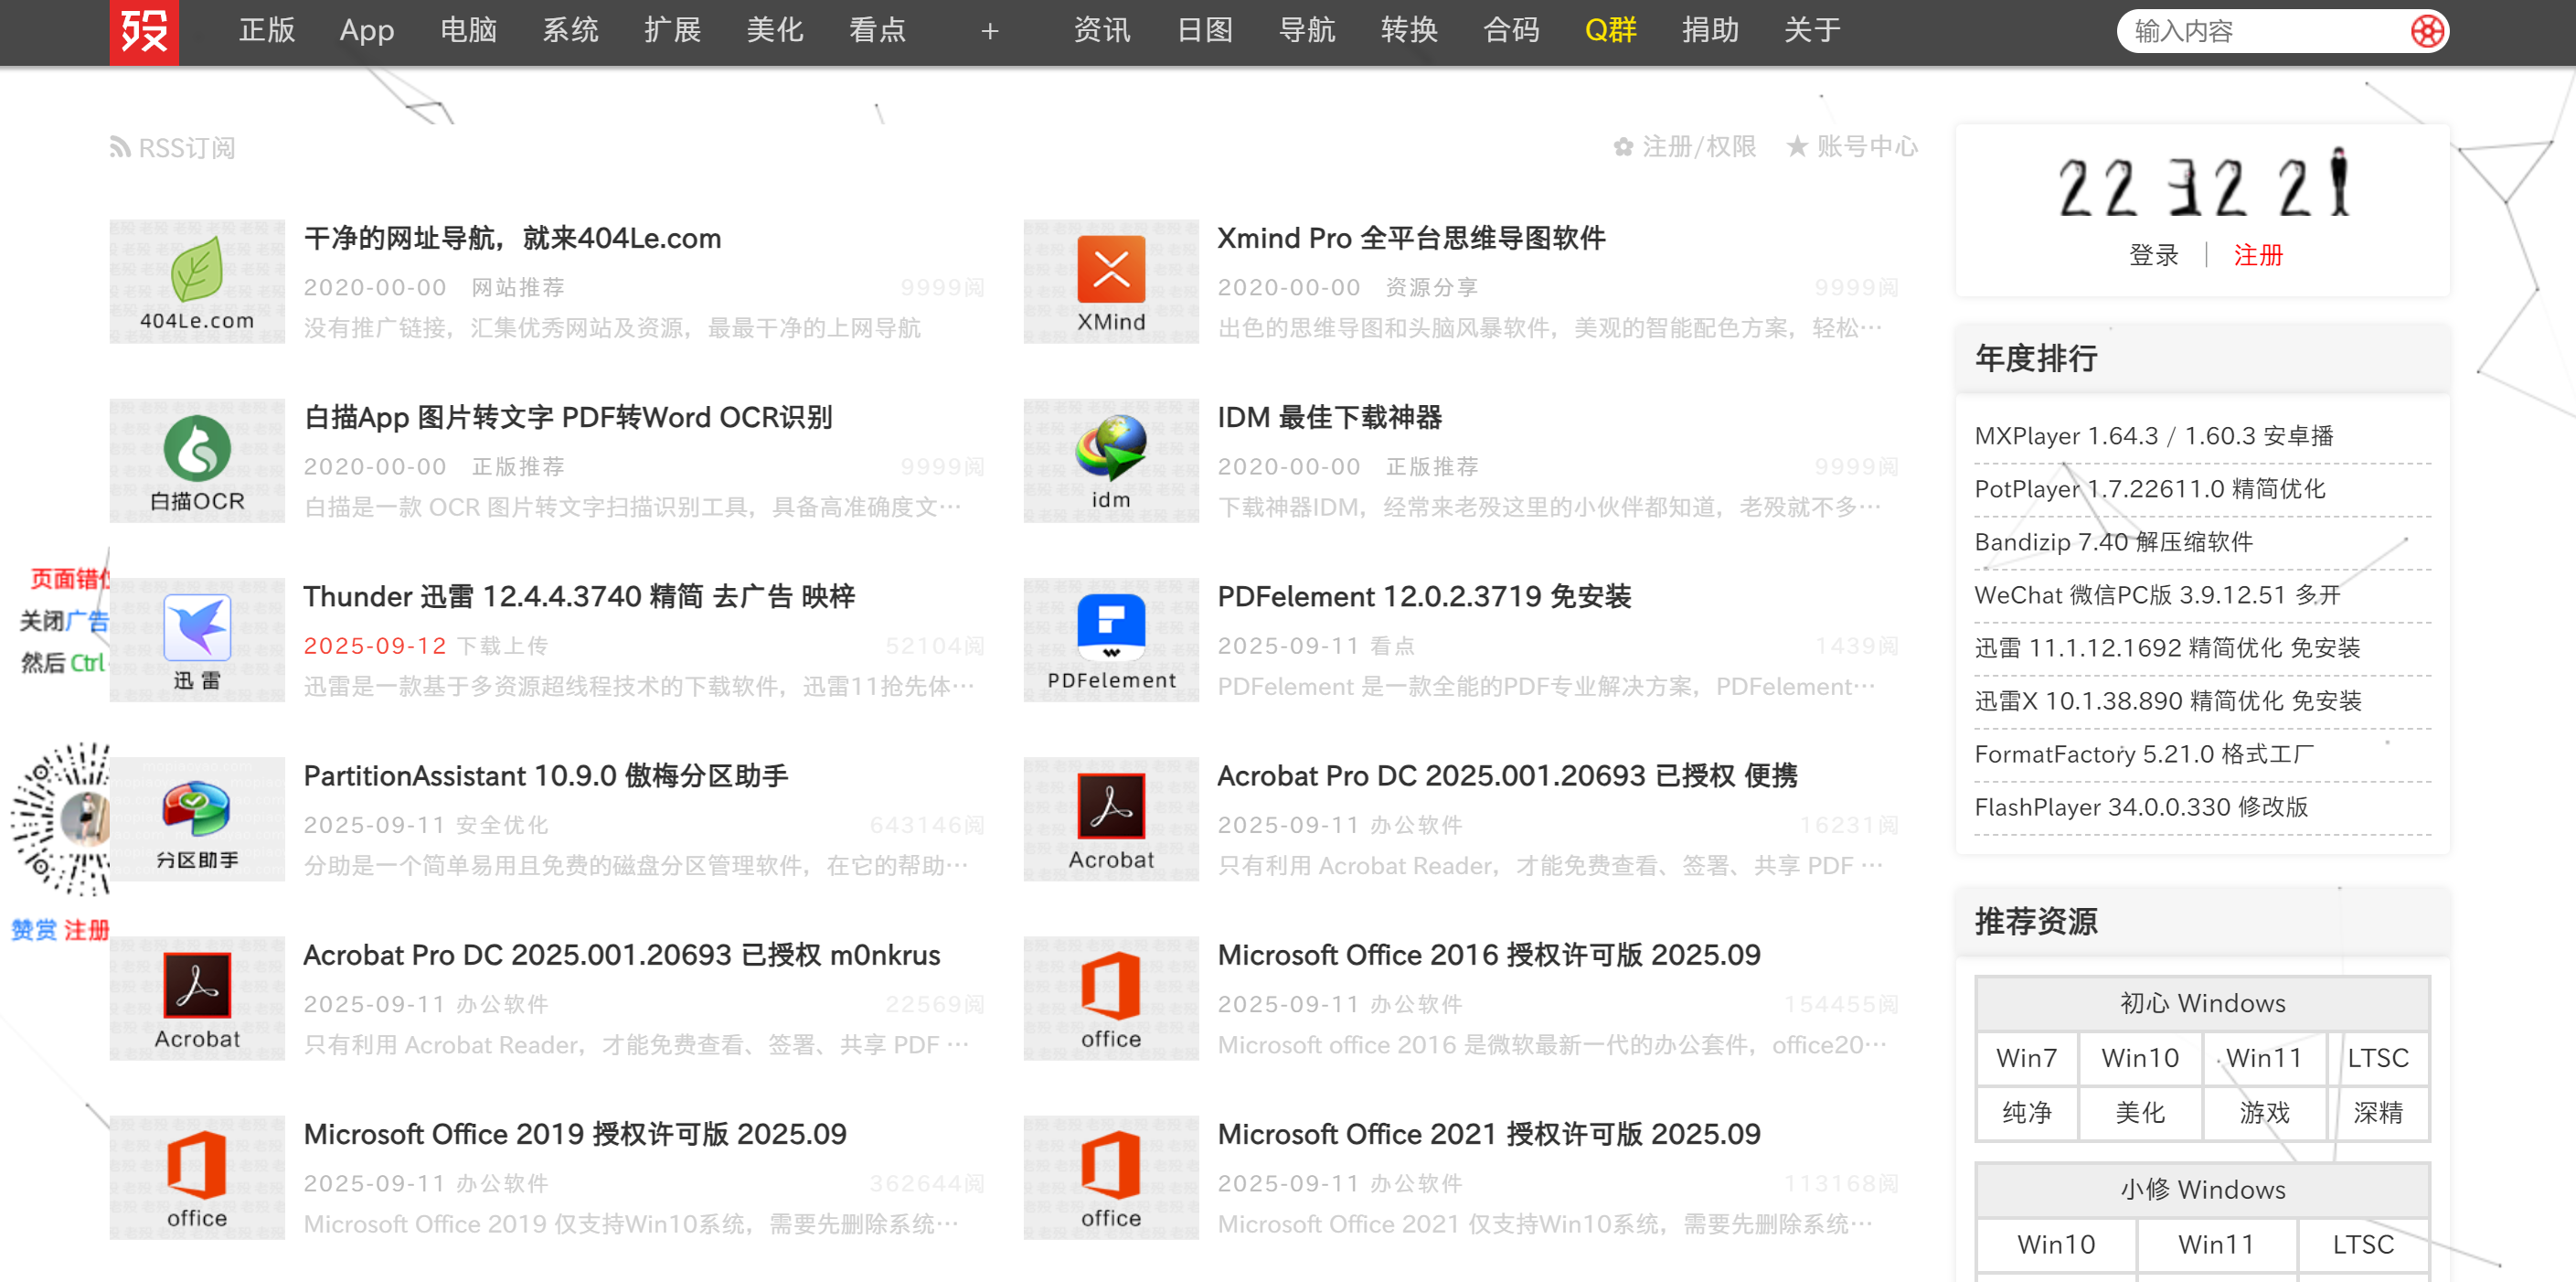 殁 正版 App 电脑 系统 扩展 美化 看点 + 资讯 日图 导航 转换 合码 Q群 捐助 关于 输入内容
RSS订阅 注册/权限 账号中心
404Le.com
干净的网址导航，就来404Le.com
2020-00-00 网站推荐 9999阅
没有推广链接，汇集优秀网站及资源，最最干净的上网导航
XMind
Xmind Pro 全平台思维导图软件
2020-00-00 资源分享 9999阅
出色的思维导图和头脑风暴软件，美观的智能配色方案，轻松…
白描OCR
白描App 图片转文字 PDF转Word OCR识别
2020-00-00 正版推荐 9999阅
白描是一款 OCR 图片转文字扫描识别工具，具备高准确度文…
idm
IDM 最佳下载神器
2020-00-00 正版推荐 9999阅
下载神器IDM，经常来老殁这里的小伙伴都知道，老殁就不多…
迅雷
Thunder 迅雷 12.4.4.3740 精简 去广告 映梓
2025-09-12 下载上传 52104阅
迅雷是一款基于多资源超线程技术的下载软件，迅雷11抢先体…
PDFelement
PDFelement 12.0.2.3719 免安装
2025-09-11 看点 1439阅
PDFelement 是一款全能的PDF专业解决方案，PDFelement…
分区助手
PartitionAssistant 10.9.0 傲梅分区助手
2025-09-11 安全优化 643146阅
分助是一个简单易用且免费的磁盘分区管理软件，在它的帮助…
Acrobat
Acrobat Pro DC 2025.001.20693 已授权 便携
2025-09-11 办公软件 16231阅
只有利用 Acrobat Reader，才能免费查看、签署、共享 PDF …
Acrobat
Acrobat Pro DC 2025.001.20693 已授权 m0nkrus
2025-09-11 办公软件 22569阅
只有利用 Acrobat Reader，才能免费查看、签署、共享 PDF …
office
Microsoft Office 2016 授权许可版 2025.09
2025-09-11 办公软件 154455阅
Microsoft office 2016 是微软最新一代的办公套件，office20…
office
Microsoft Office 2019 授权许可版 2025.09
2025-09-11 办公软件 362644阅
Microsoft Office 2019 仅支持Win10系统，需要先删除系统…
office
Microsoft Office 2021 授权许可版 2025.09
2025-09-11 办公软件 113168阅
Microsoft Office 2021 仅支持Win10系统，需要先删除系统…
页面错
关闭广告
然后 Ctrl
赞赏 注册
22 32 21
登录 | 注册
年度排行
MXPlayer 1.64.3 / 1.60.3 安卓播
PotPlayer 1.7.22611.0 精简优化
Bandizip 7.40 解压缩软件
WeChat 微信PC版 3.9.12.51 多开
迅雷 11.1.12.1692 精简优化 免安装
迅雷X 10.1.38.890 精简优化 免安装
FormatFactory 5.21.0 格式工厂
FlashPlayer 34.0.0.330 修改版
推荐资源
初心 Windows
Win7 Win10 Win11 LTSC
纯净 美化 游戏 深精
小修 Windows
Win10 Win11 LTSC